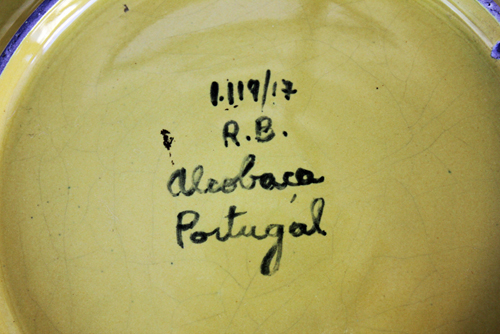 1.119/17
R.B.
Alcobaça
Portugal